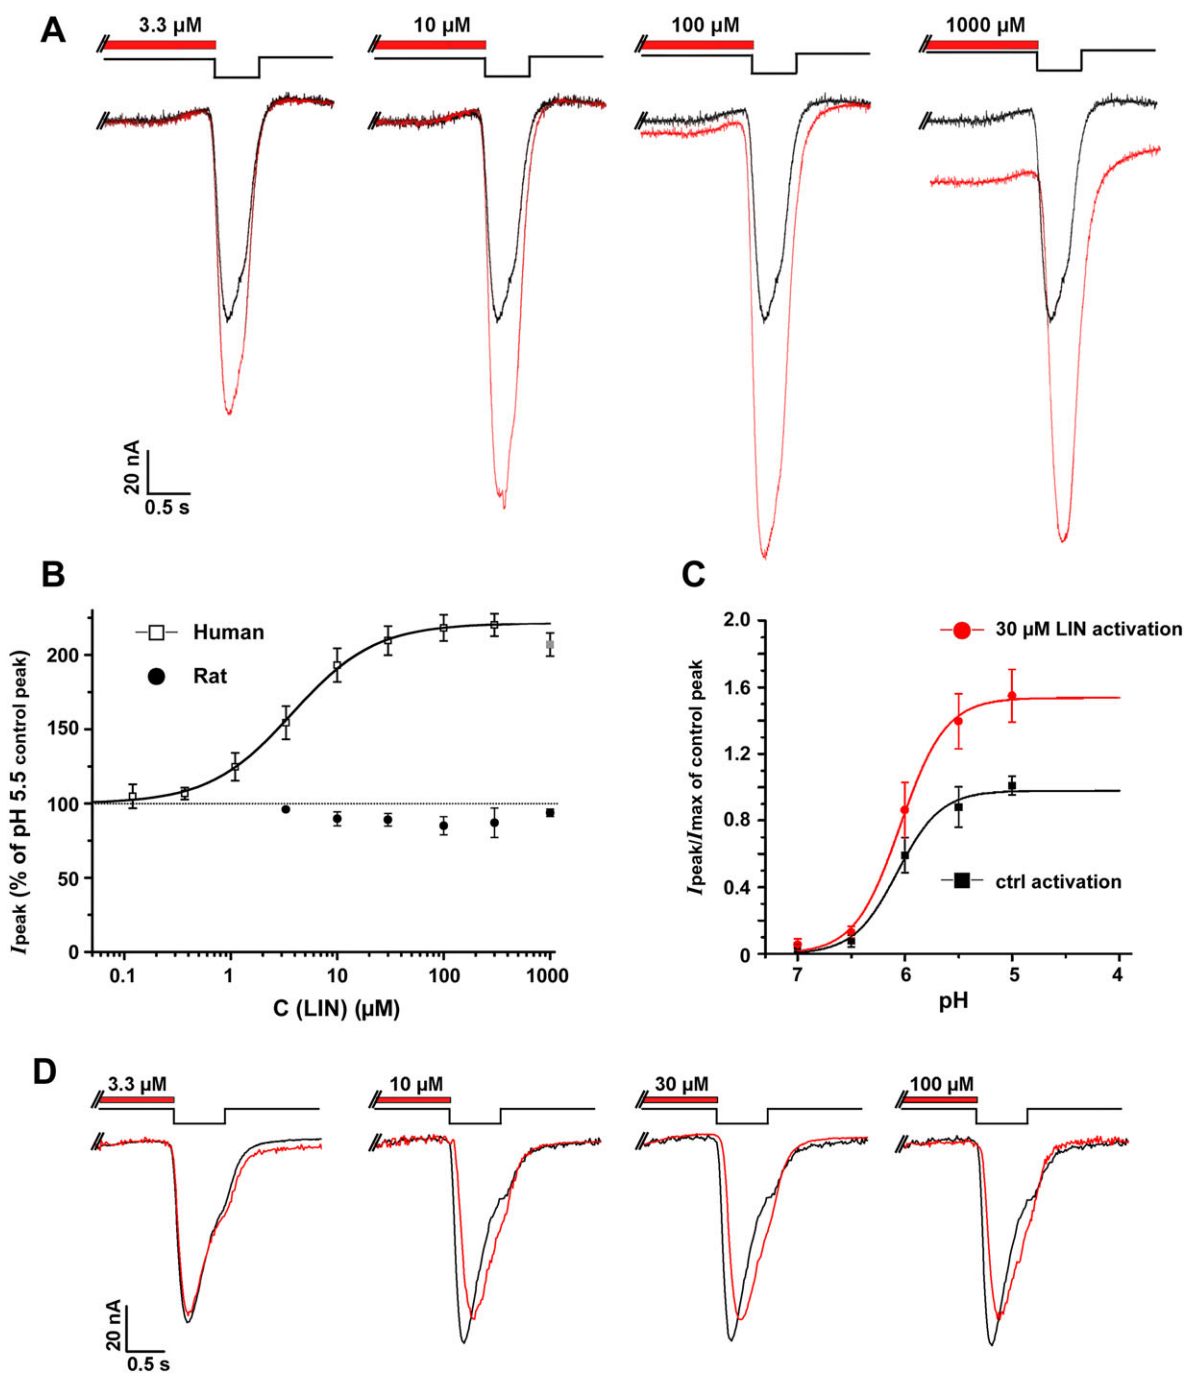 A
3.3 µM
10 µM
100 µM
1000 µM
20 nA
0.5 s
B
Human
Rat
Ipeak (% of pH 5.5 control peak)
200
150
100
50
0
0.1
1
10
100
1000
C (LIN) (µM)
C
Ipeak/Imax of control peak
2.0
1.6
1.2
0.8
0.4
0
30 µM LIN activation
ctrl activation
7
6
5
4
pH
D
3.3 µM
10 µM
30 µM
100 µM
20 nA
0.5 s